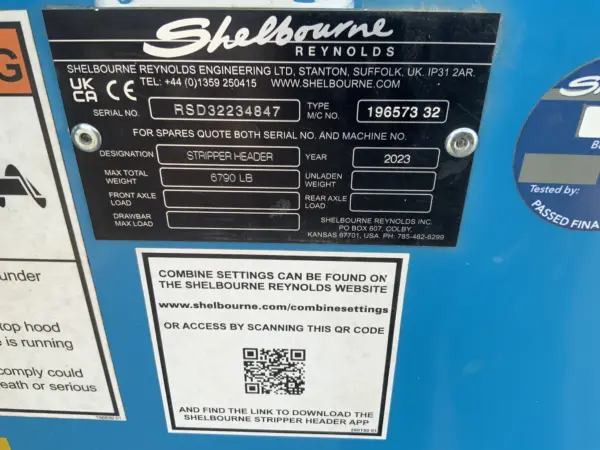 G
Shelbourne
REYNOLDS
SHELBOURNE REYNOLDS ENGINEERING LTD, STANTON, SUFFOLK, UK. IP31 2AR.
UK CA CE TEL: +44 (0)1359 250415 WWW.SHELBOURNE.COM
SERIAL NO. RSD32234847 TYPE M/C NO. 196573 32
FOR SPARES QUOTE BOTH SERIAL NO. AND MACHINE NO.
DESIGNATION STRIPPER HEADER YEAR 2023
MAX TOTAL WEIGHT 6790 LB UNLADEN WEIGHT
FRONT AXLE LOAD REAR AXLE LOAD
DRAWBAR MAX LOAD
SHELBOURNE REYNOLDS INC.
PO BOX 607, COLBY,
KANSAS 67701, USA. PH: 785-462-6299
Tested by:
PASSED FINA
under
top hood
e is running
comply could
eath or serious
COMBINE SETTINGS CAN BE FOUND ON
THE SHELBOURNE REYNOLDS WEBSITE
www.shelbourne.com/combinesettings
OR ACCESS BY SCANNING THIS QR CODE
AND FIND THE LINK TO DOWNLOAD THE
SHELBOURNE STRIPPER HEADER APP